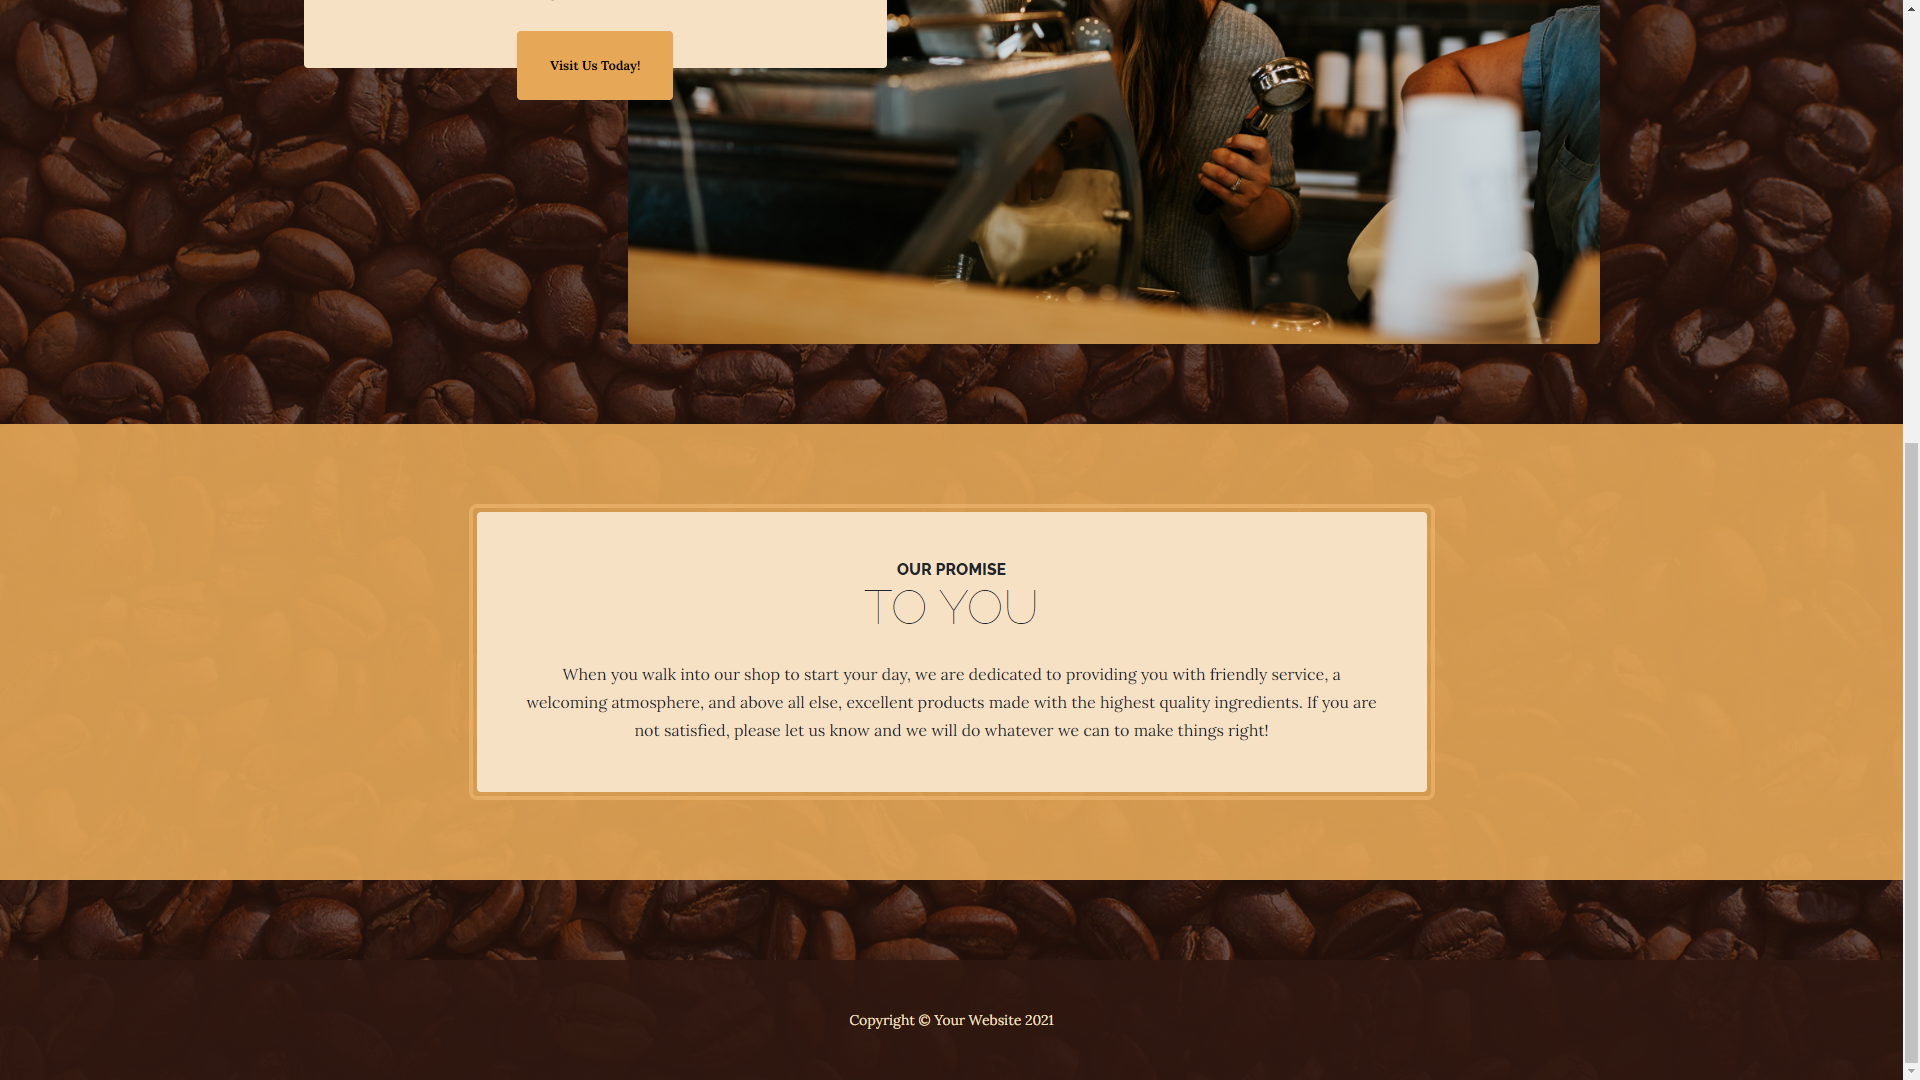 Visit Us Today!
OUR PROMISE
TO YOU
When you walk into our shop to start your day, we are dedicated to providing you with friendly service, a
welcoming atmosphere, and above all else, excellent products made with the highest quality ingredients. If you are
not satisfied, please let us know and we will do whatever we can to make things right!
Copyright © Your Website 2021